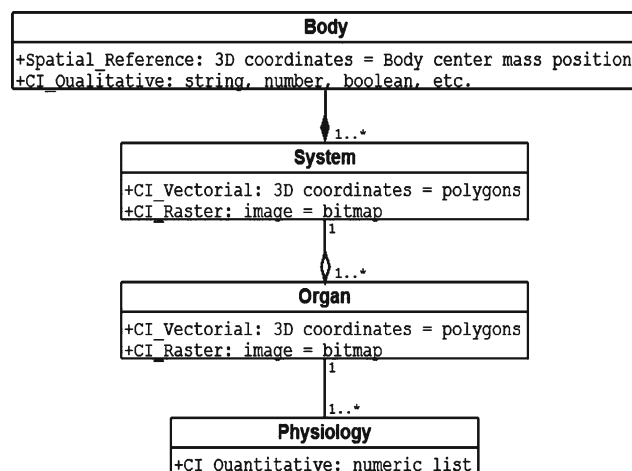 Body
+Spatial_Reference: 3D coordinates = Body center mass position
+CI_Qualitative: string, number, boolean, etc.
1..*
System
+CI_Vectorial: 3D coordinates = polygons
+CI_Raster: image = bitmap
1
1..*
Organ
+CI_Vectorial: 3D coordinates = polygons
+CI_Raster: image = bitmap
1
1..*
Physiology
+CI_Quantitative: numeric list